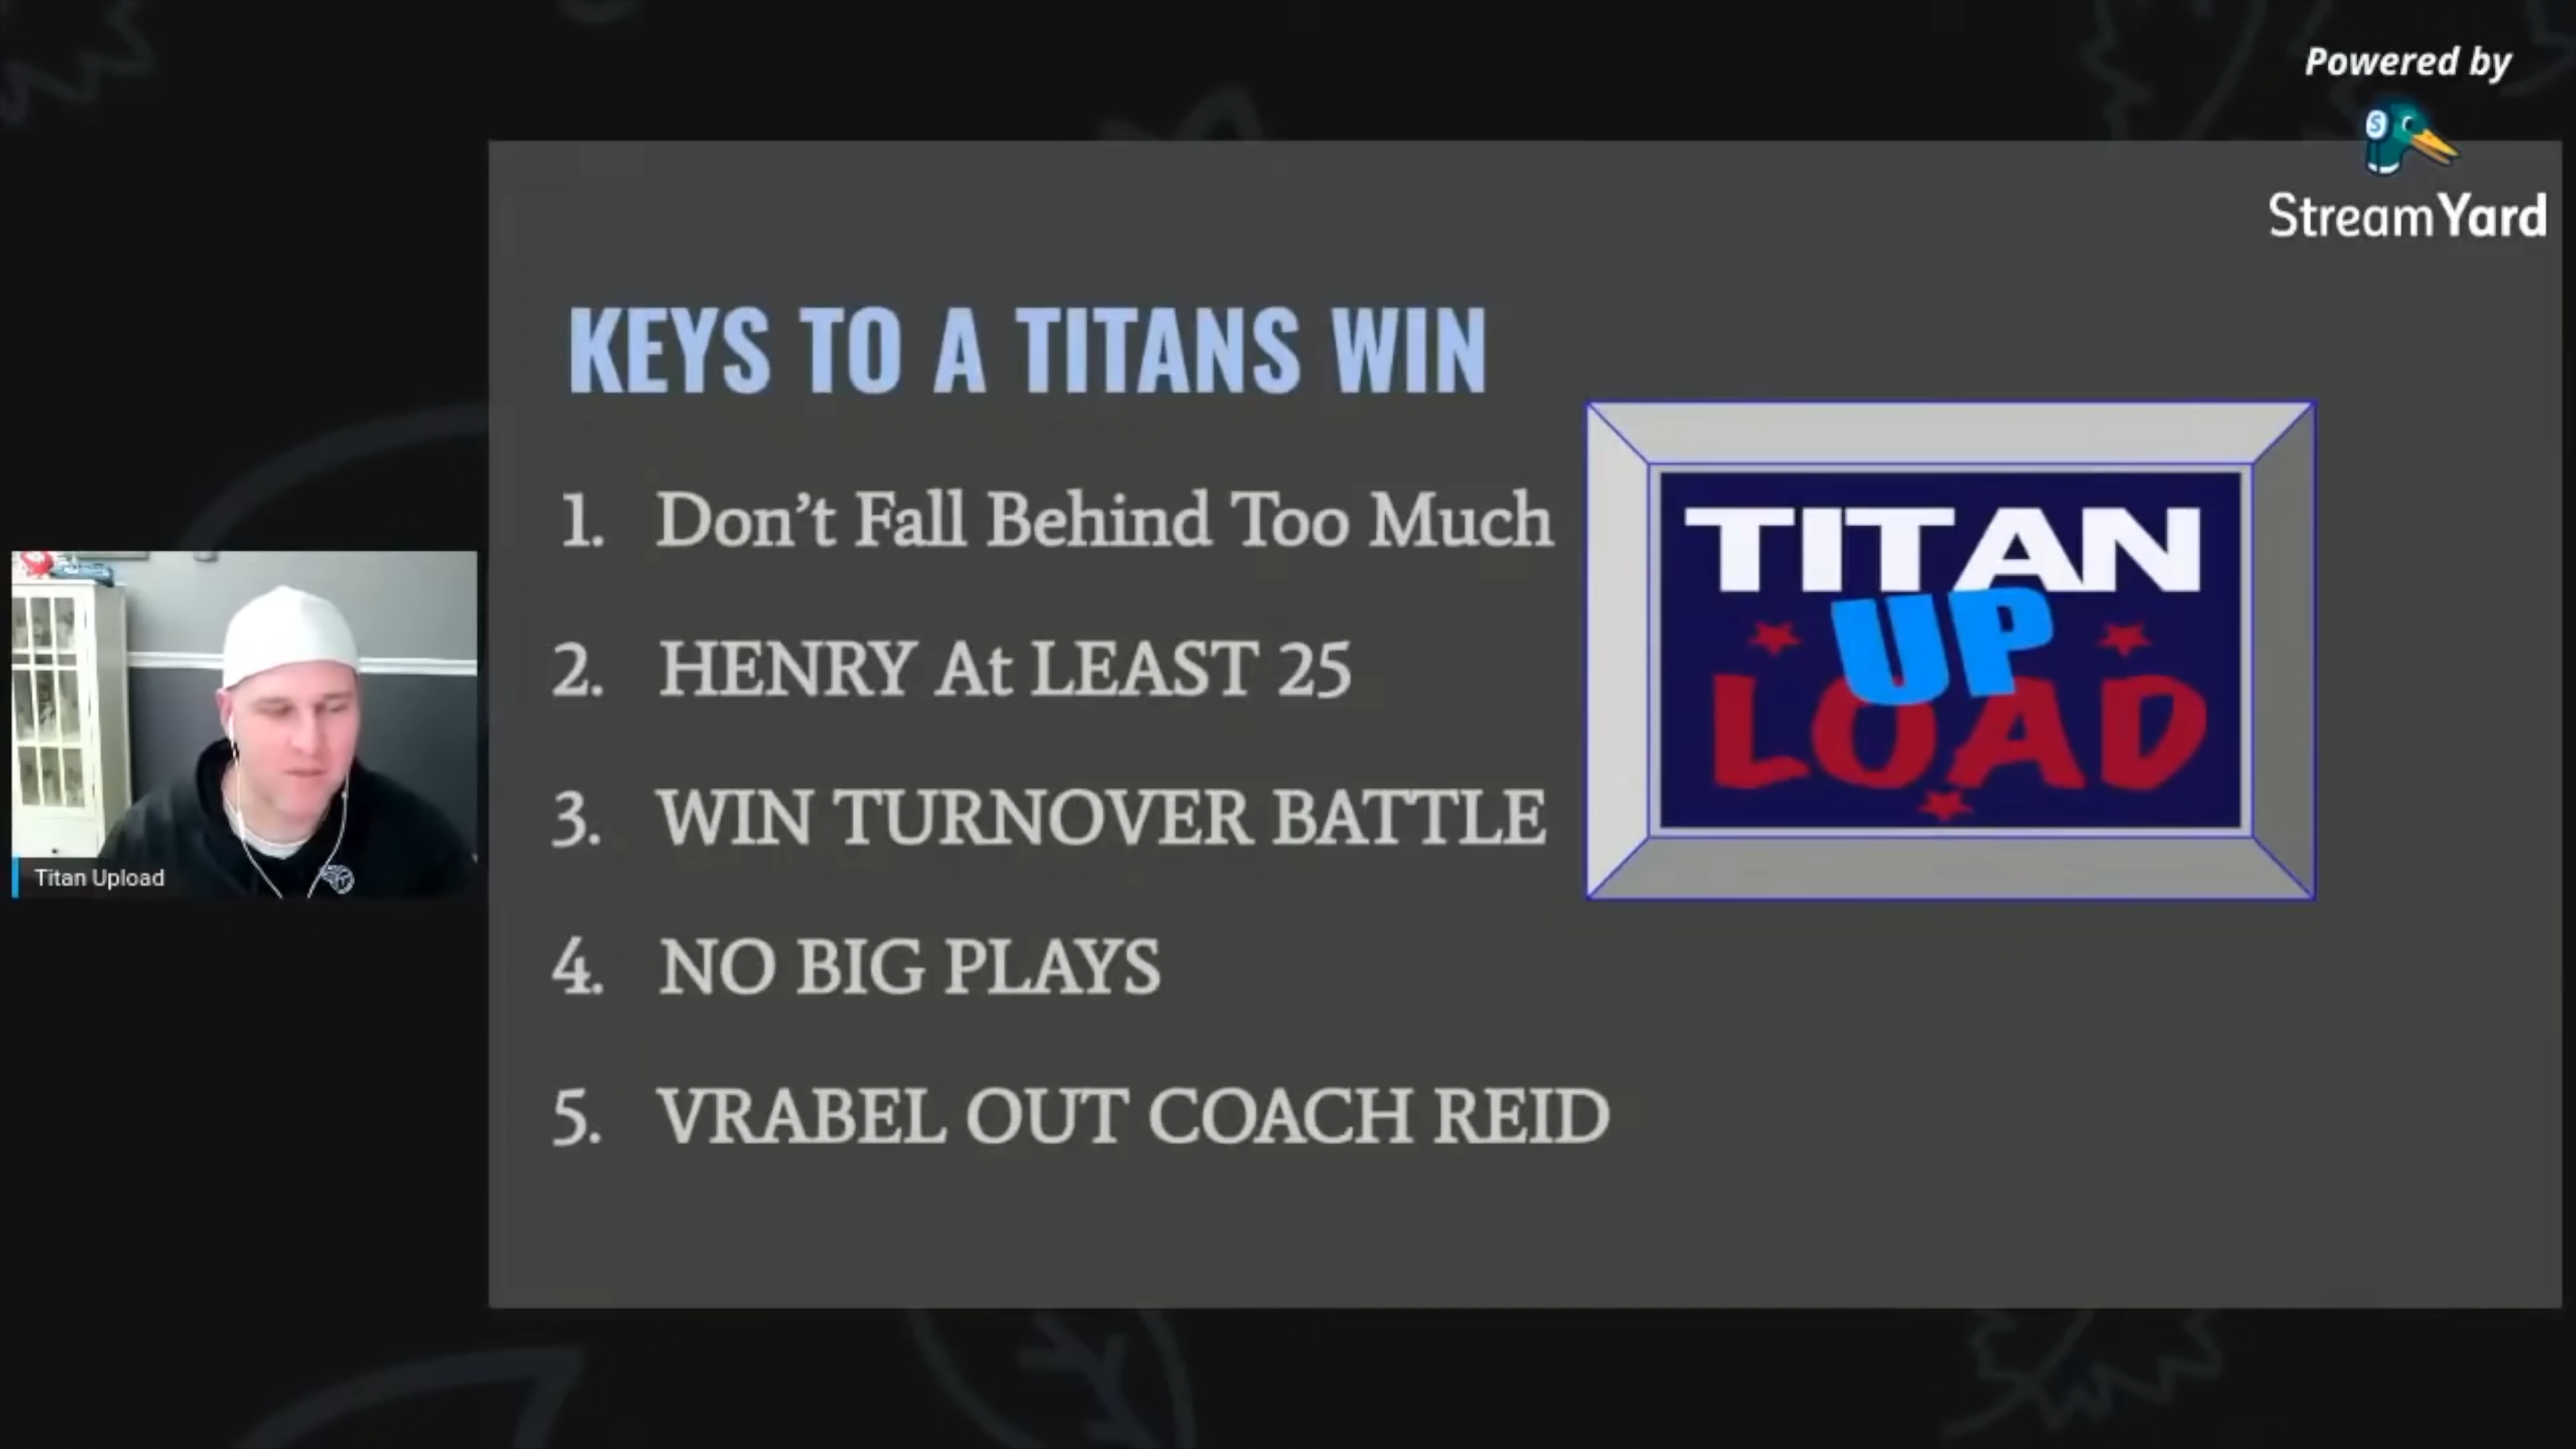 Powered by
StreamYard
KEYS TO A TITANS WIN
1. Don't Fall Behind Too Much
2. HENRY At LEAST 25
3. WIN TURNOVER BATTLE
4. NO BIG PLAYS
5. VRABEL OUT COACH REID
TITAN
UP
LOAD
Titan Upload